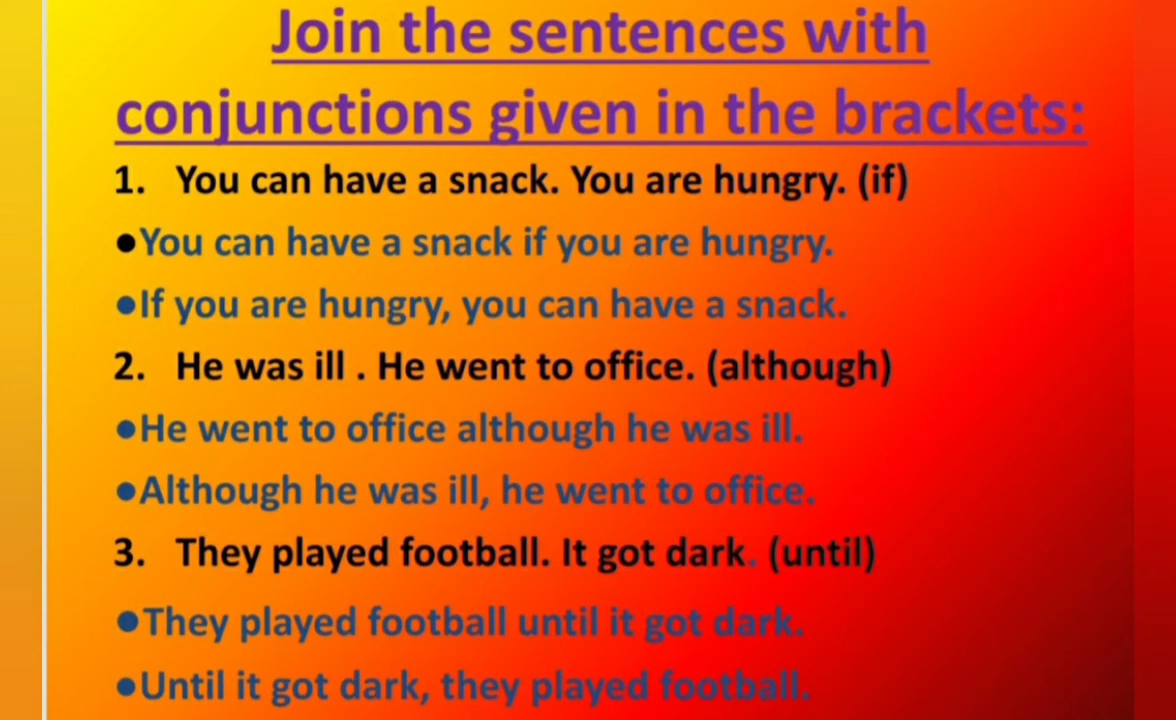 Join the sentences with
conjunctions given in the brackets:
1. You can have a snack. You are hungry. (if)
●You can have a snack if you are hungry.
●If you are hungry, you can have a snack.
2. He was ill . He went to office. (although)
●He went to office although he was ill.
●Although he was ill, he went to office.
3. They played football. It got dark. (until)
●They played football until it got dark.
●Until it got dark, they played football.